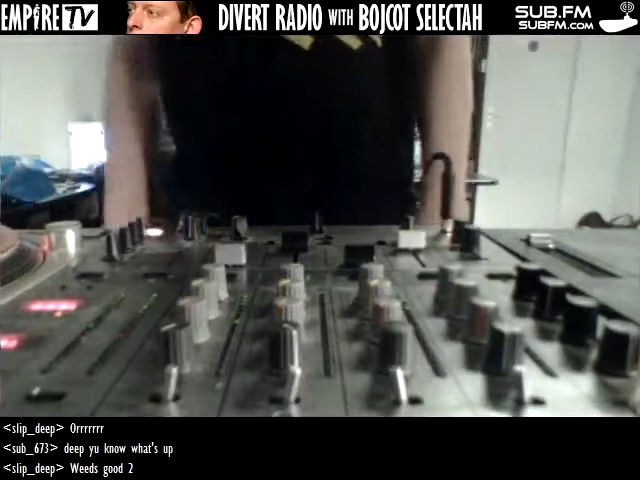 EMPIRE TV DIVERT RADIO WITH BOJCOT SELECTAH SUB.FM
SUBFM.COM
<slip_deep> Orrrrrrr
<sub_673> deep yu know what's up
<slip_deep> Weeds good 2